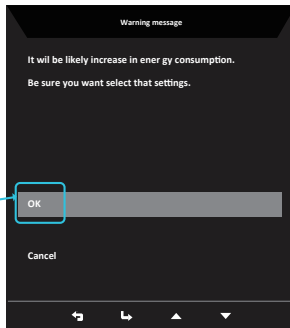 Warning message
It wil be likely increase in ener gy consumption.
Be sure you want select that settings.
OK
Cancel